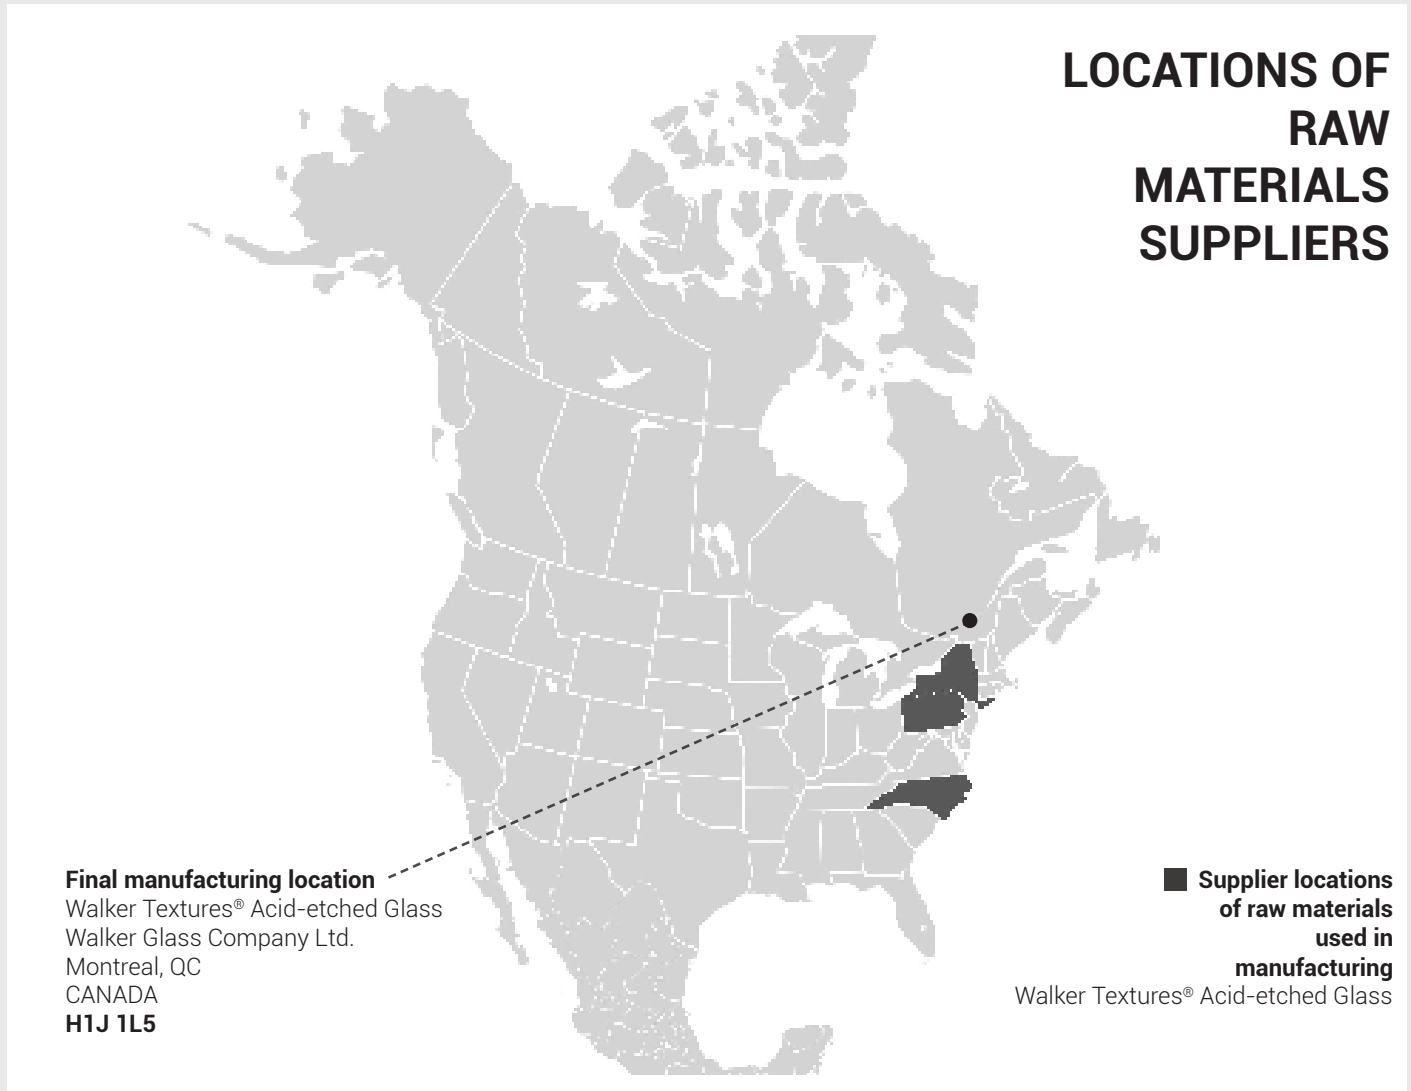 LOCATIONS OF
RAW
MATERIALS
SUPPLIERS
Final manufacturing location
Walker Textures® Acid-etched Glass
Walker Glass Company Ltd.
Montreal, QC
CANADA
H1J 1L5
Supplier locations
of raw materials
used in
manufacturing
Walker Textures® Acid-etched Glass